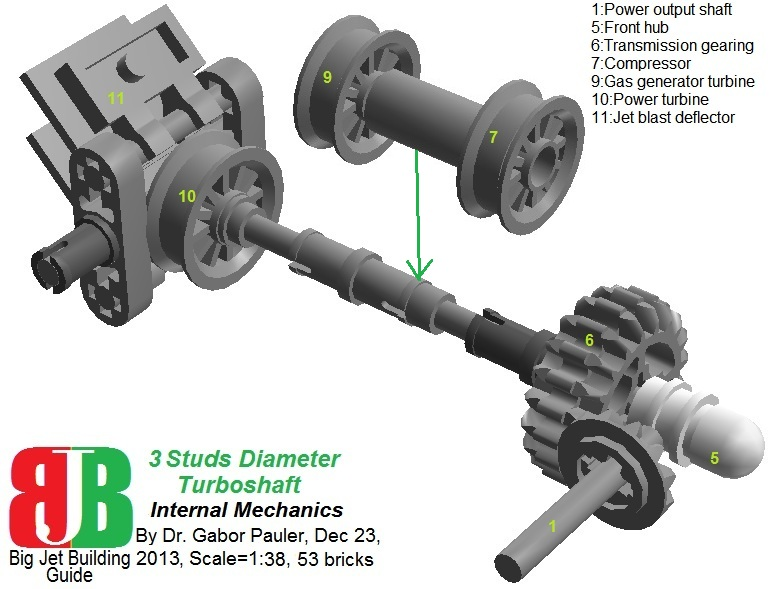 1:Power output shaft
5:Front hub
6:Transmission gearing
7:Compressor
9:Gas generator turbine
10:Power turbine
11:Jet blast deflector
11
9
7
10
6
5
1
BJB
Big Jet Building
Guide
3 Studs Diameter
Turboshaft
Internal Mechanics
By Dr. Gabor Pauler, Dec 23,
2013, Scale=1:38, 53 bricks